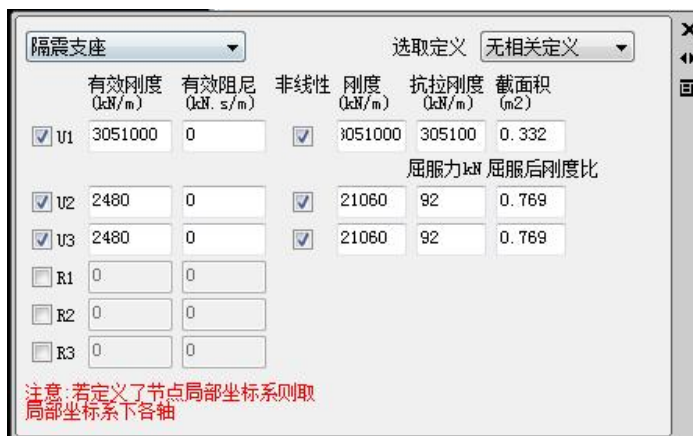 隔震支座 选取定义 无相关定义
有效刚度 有效阻尼 非线性 刚度 抗拉刚度 截面积
(kN/m) (kN.s/m) (kN/m) (kN/m) (m2)
U1 3051000 0 3051000 305100 0.332
屈服力kN 屈服后刚度比
U2 2480 0 21060 92 0.769
U3 2480 0 21060 92 0.769
R1 0 0
R2 0 0
R3 0 0
注意:若定义了节点局部坐标系则取
局部坐标系下各轴